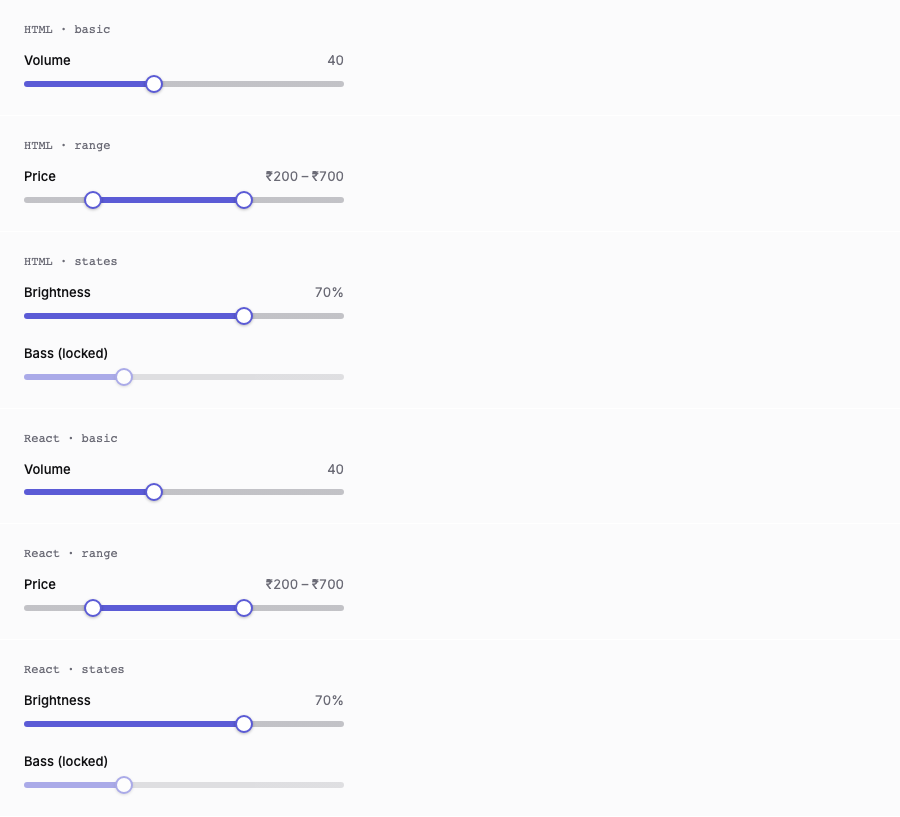 HTML · basic
Volume 40
HTML · range
Price ₹200 – ₹700
HTML · states
Brightness 70%
Bass (locked)
React · basic
Volume 40
React · range
Price ₹200 – ₹700
React · states
Brightness 70%
Bass (locked)